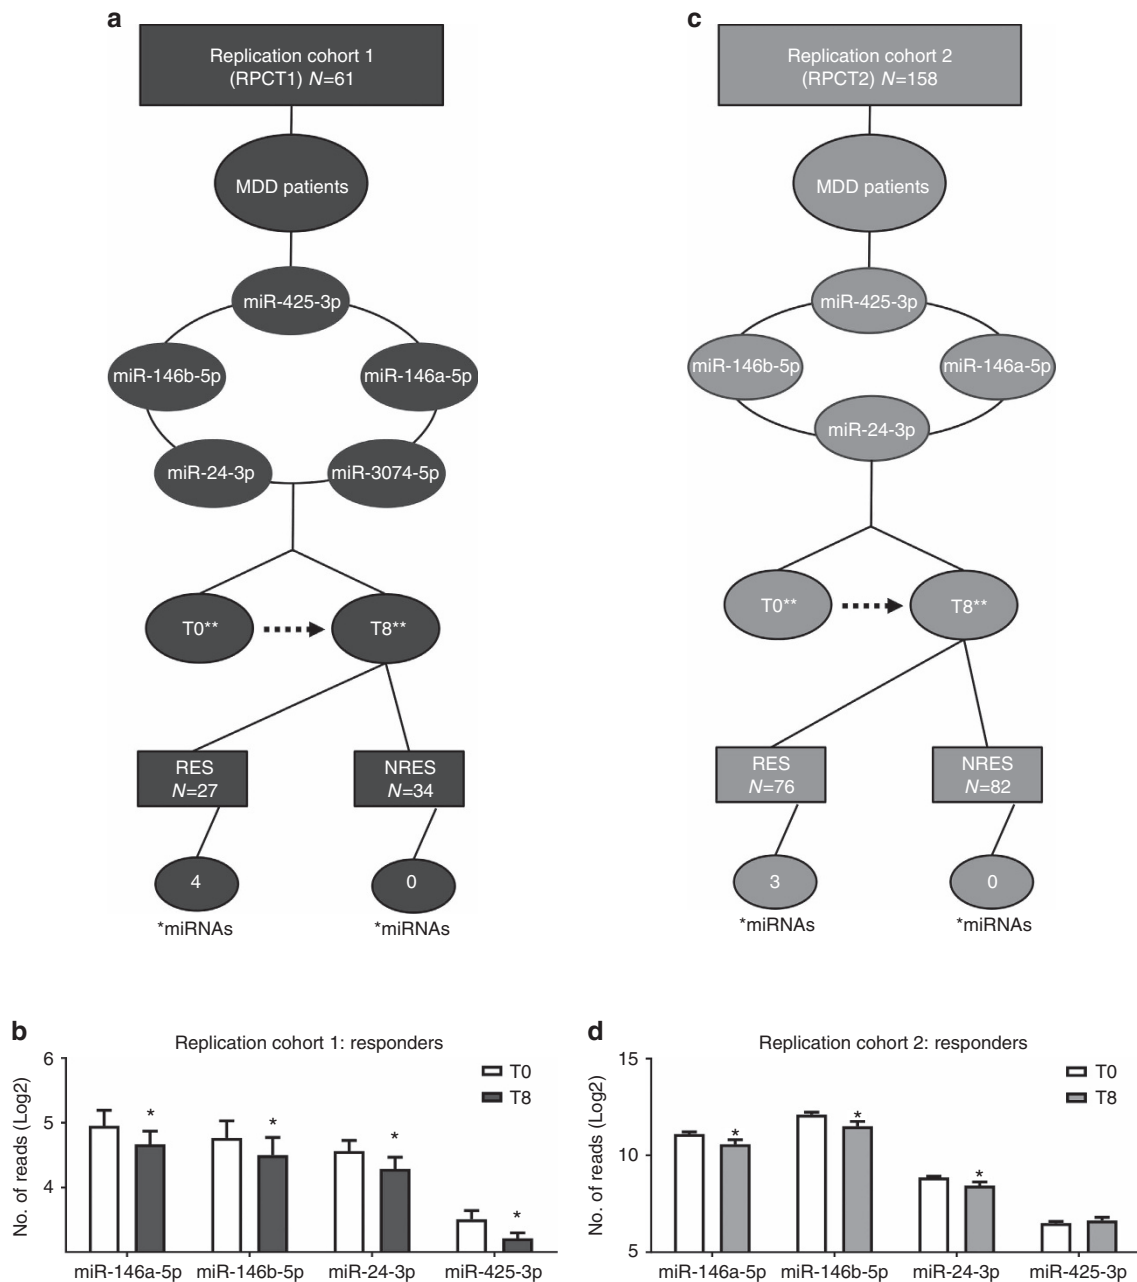 a
Replication cohort 1
(RPCT1) N=61
MDD patients
miR-425-3p
miR-146b-5p
miR-146a-5p
miR-24-3p
miR-3074-5p
T0**
T8**
RES
N=27
NRES
N=34
4
0
*miRNAs
*miRNAs
c
Replication cohort 2
(RPCT2) N=158
MDD patients
miR-425-3p
miR-146b-5p
miR-146a-5p
miR-24-3p
T0**
T8**
RES
N=76
NRES
N=82
3
0
*miRNAs
*miRNAs
b
Replication cohort 1: responders
No. of reads (Log2)
6
5
4
T0
T8
*
*
*
*
miR-146a-5p
miR-146b-5p
miR-24-3p
miR-425-3p
d
Replication cohort 2: responders
No. of reads (Log2)
15
10
5
T0
T8
*
*
*
miR-146a-5p
miR-146b-5p
miR-24-3p
miR-425-3p